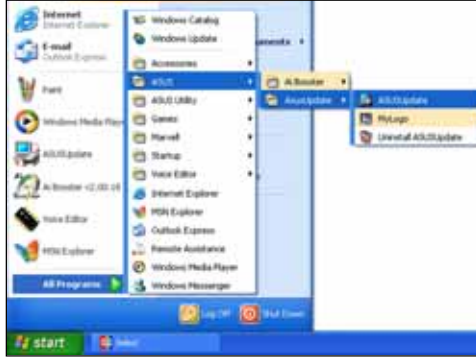 Internet
Internet Explorer
E-mail
Outlook Express
Paint
Windows Media Play
ASUSUpdate
Ai Booster v2.00.16
Voice Editor
MSN Explorer
All Programs
Windows Catalog
Windows Update
Accessories
ASUS
ASUS Utility
Games
Marvell
Startup
Voice Editor
Internet Explorer
MSN Explorer
Outlook Express
Remote Assistance
Windows Media Player
Windows Messenger
uments
Ai Booster
AsusUpdate
ASUSUpdate
MyLogo
Uninstall ASUSUpdate
Log Off
Shut Down
start